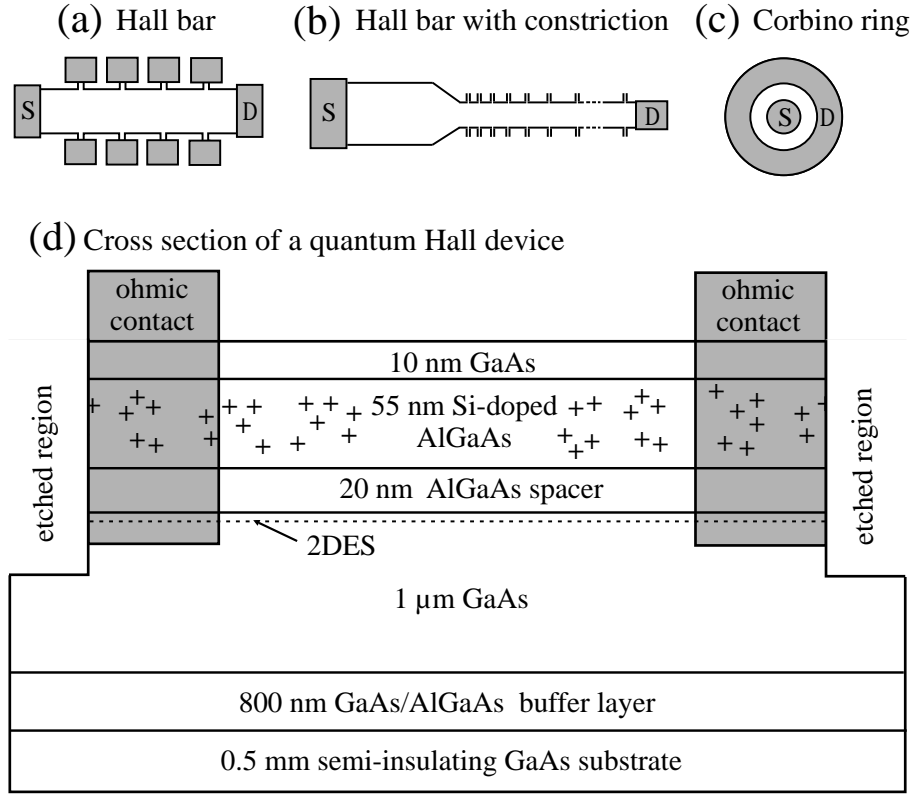 (a) Hall bar
(b) Hall bar with constriction
(c) Corbino ring
S
D
S
D
S
D
(d) Cross section of a quantum Hall device
ohmic
contact
ohmic
contact
10 nm GaAs
55 nm Si-doped
AlGaAs
20 nm AlGaAs spacer
2DES
etched region
etched region
1 µm GaAs
800 nm GaAs/AlGaAs buffer layer
0.5 mm semi-insulating GaAs substrate